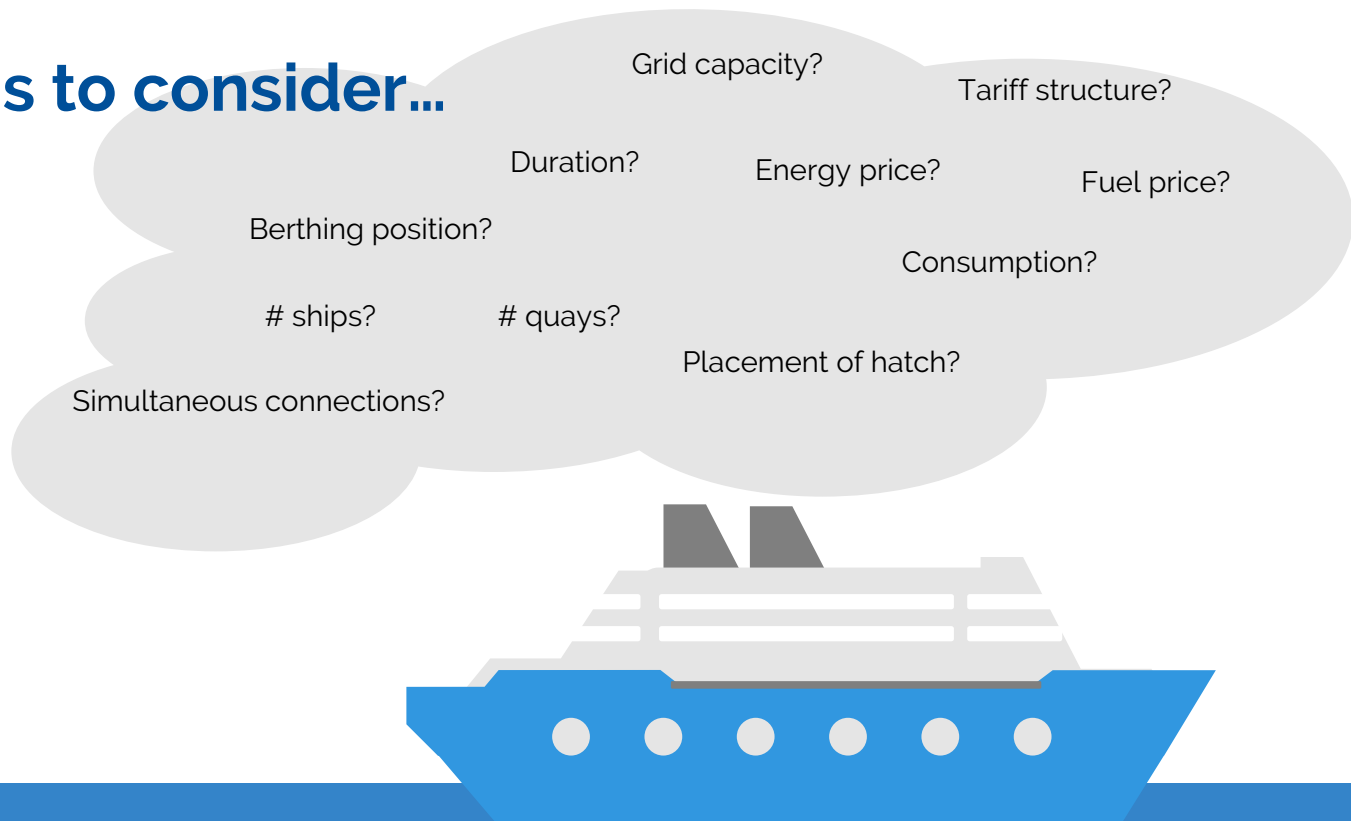 s to consider…
Grid capacity?
Tariff structure?
Duration?
Energy price?
Fuel price?
Berthing position?
Consumption?
# ships?
# quays?
Placement of hatch?
Simultaneous connections?